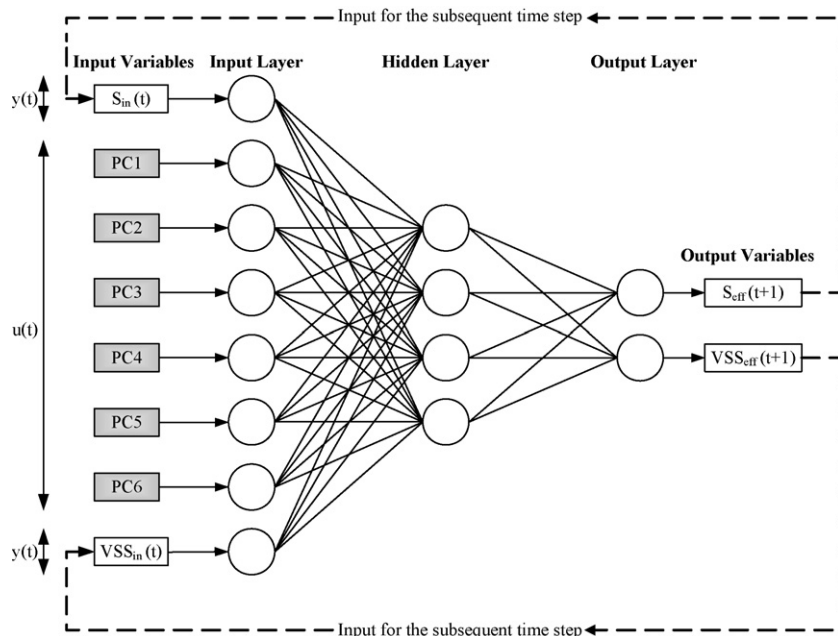 Input for the subsequent time step
Input Variables Input Layer Hidden Layer Output Layer
y(t) S_in (t)
PC1
PC2
Output Variables
PC3 S_eff (t+1)
u(t)
PC4 VSS_eff (t+1)
PC5
PC6
y(t) VSS_in (t)
Input for the subsequent time step